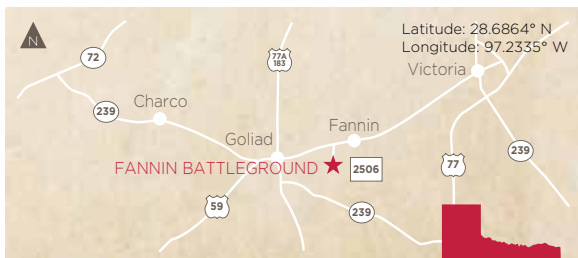 Latitude: 28.6864° N
Longitude: 97.2335° W
N
72
77A
183
Victoria
239
Charco
Goliad
Fannin
FANNIN BATTLEGROUND
2506
77
239
59
239